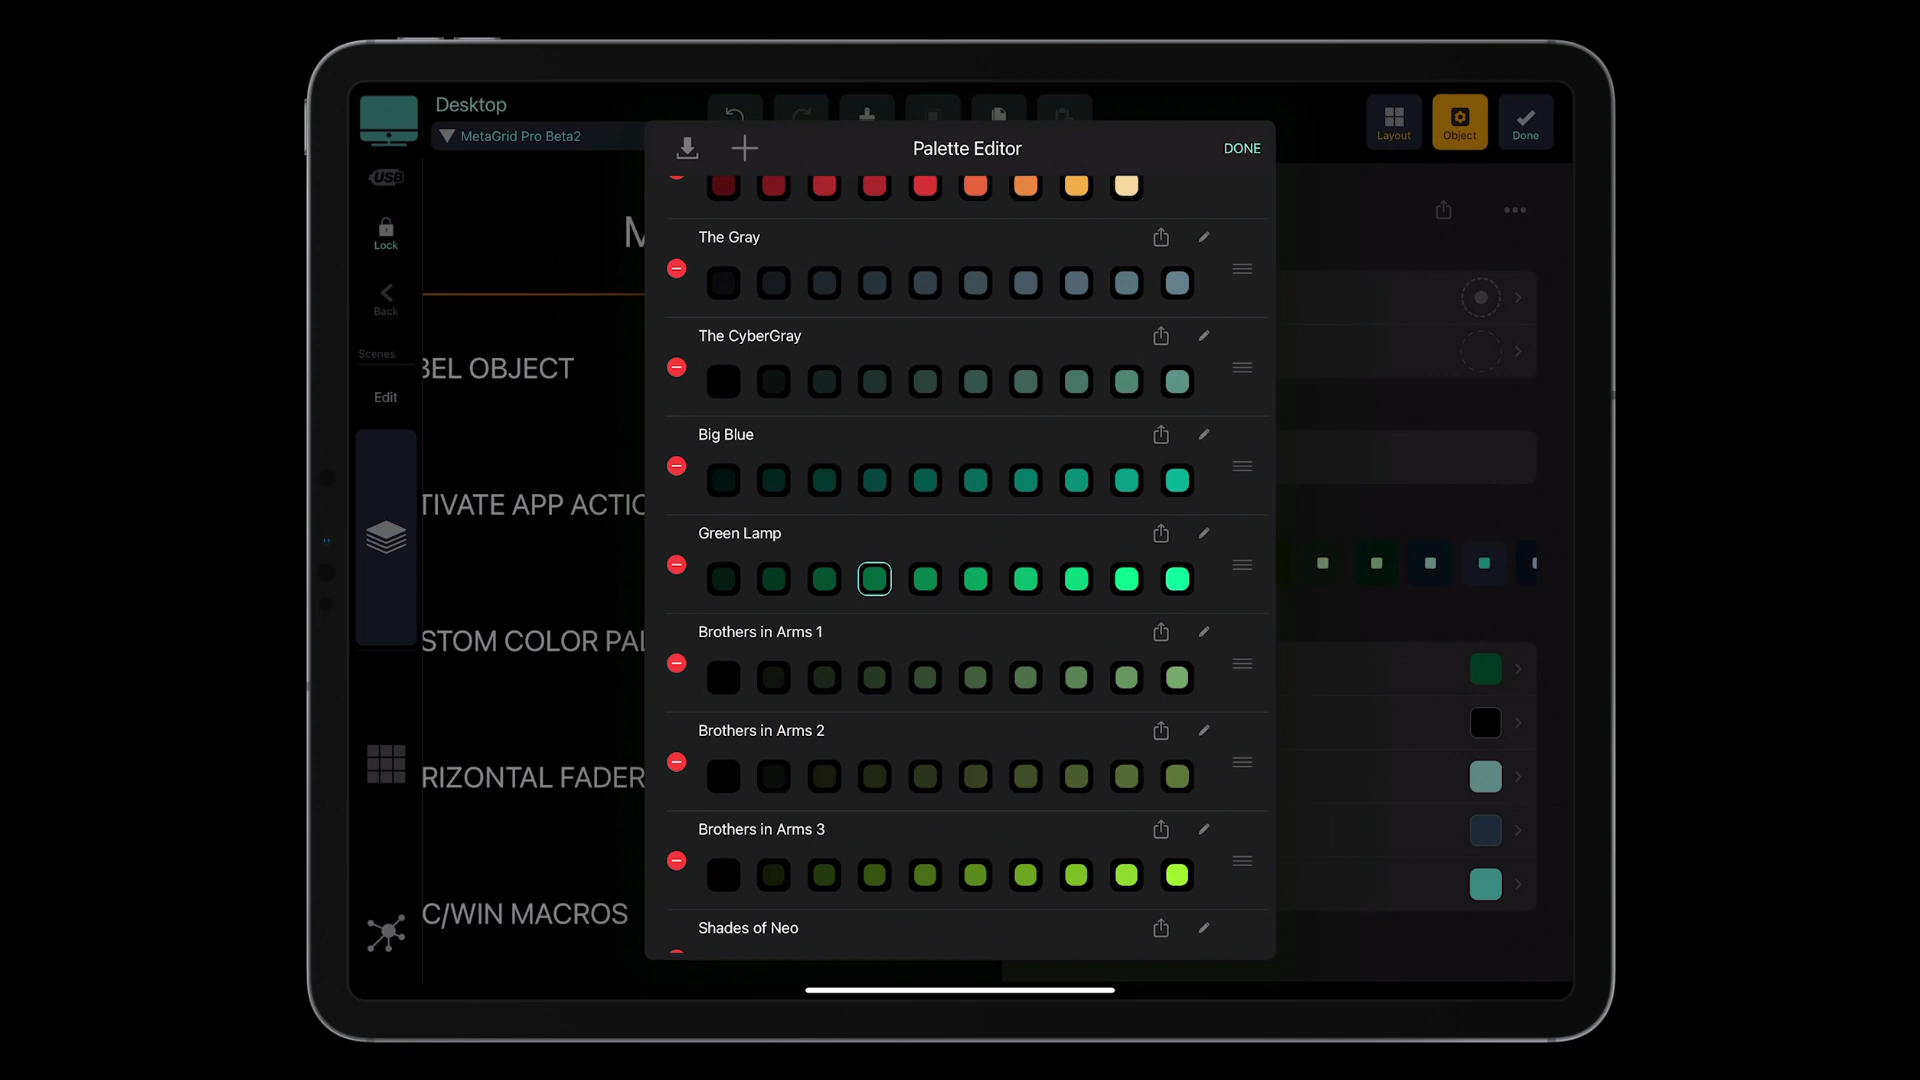 Desktop
MetaGrid Pro Beta2
Layout
Object
Done
Palette Editor
DONE
USB
Lock
Back
Scenes
Edit
M
BEL OBJECT
TIVATE APP ACTIO
STOM COLOR PAL
RIZONTAL FADER
C/WIN MACROS
The Gray
The CyberGray
Big Blue
Green Lamp
Brothers in Arms 1
Brothers in Arms 2
Brothers in Arms 3
Shades of Neo